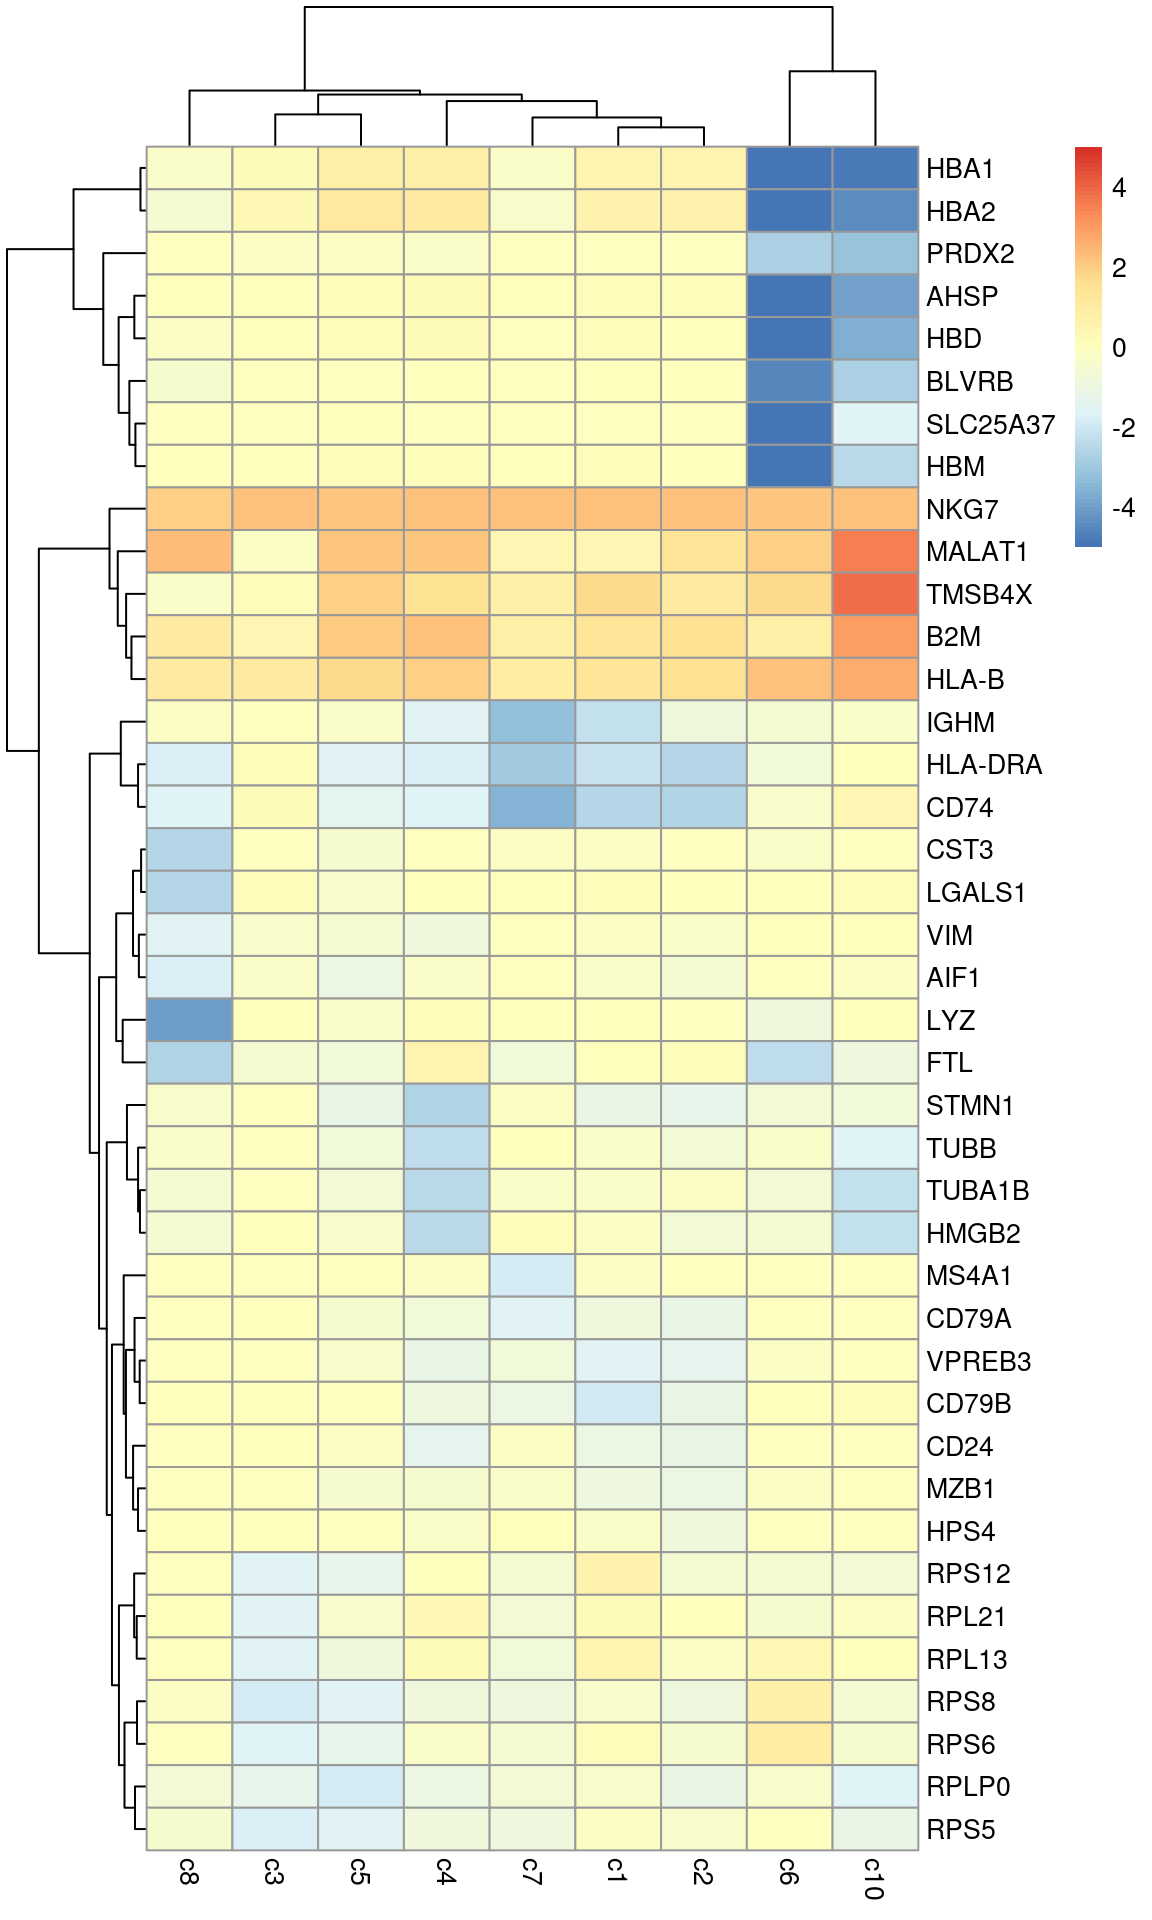 HBA1
HBA2
PRDX2
AHSP
HBD
BLVRB
SLC25A37
HBM
NKG7
MALAT1
TMSB4X
B2M
HLA-B
IGHM
HLA-DRA
CD74
CST3
LGALS1
VIM
AIF1
LYZ
FTL
STMN1
TUBB
TUBA1B
HMGB2
MS4A1
CD79A
VPREB3
CD79B
CD24
MZB1
HPS4
RPS12
RPL21
RPL13
RPS8
RPS6
RPLP0
RPS5
c8
c3
c5
c4
c7
c1
c2
c6
c10
4
2
0
-2
-4